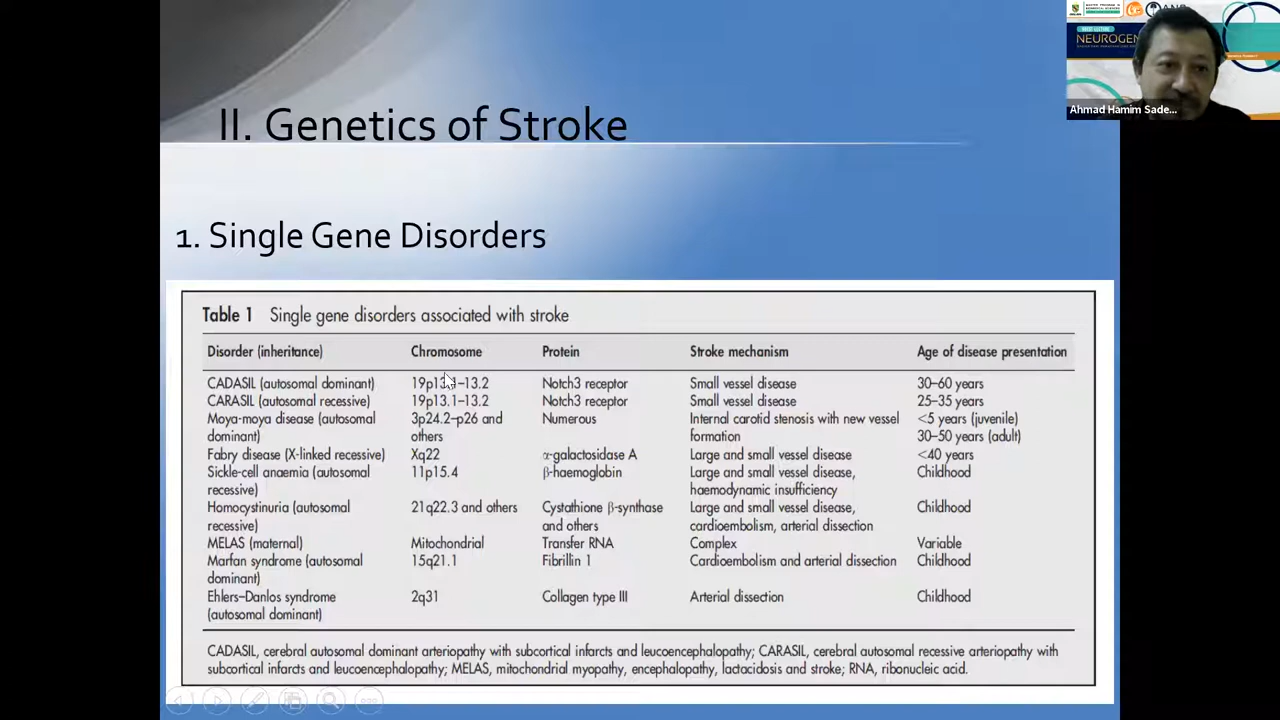 II. Genetics of Stroke
1. Single Gene Disorders
NEUROGEN
Ahmad Hamim Sade...
Table 1 Single gene disorders associated with stroke
Disorder (inheritance) Chromosome Protein Stroke mechanism Age of disease presentation
CADASIL (autosomal dominant) 19p13.1–13.2 Notch3 receptor Small vessel disease 30–60 years
CARASIL (autosomal recessive) 19p13.1–13.2 Notch3 receptor Small vessel disease 25–35 years
Moya-moya disease (autosomal 3p24.2–p26 and Numerous Internal carotid stenosis with new vessel <5 years (juvenile)
dominant) others formation 30–50 years (adult)
Fabry disease (X-linked recessive) Xq22 α-galactosidase A Large and small vessel disease <40 years
Sickle-cell anaemia (autosomal 11p15.4 β-haemoglobin Large and small vessel disease, Childhood
recessive) haemodynamic insufficiency
Homocystinuria (autosomal 21q22.3 and others Cystathione β-synthase Large and small vessel disease, Childhood
recessive) and others cardioembolism, arterial dissection
MELAS (maternal) Mitochondrial Transfer RNA Complex Variable
Marfan syndrome (autosomal 15q21.1 Fibrillin 1 Cardioembolism and arterial dissection Childhood
dominant)
Ehlers–Danlos syndrome 2q31 Collagen type III Arterial dissection Childhood
(autosomal dominant)
CADASIL, cerebral autosomal dominant arteriopathy with subcortical infarcts and leucoencephalopathy; CARASIL, cerebral autosomal recessive arteriopathy with
subcortical infarcts and leucoencephalopathy; MELAS, mitochondrial myopathy, encephalopathy, lactacidosis and stroke; RNA, ribonucleic acid.